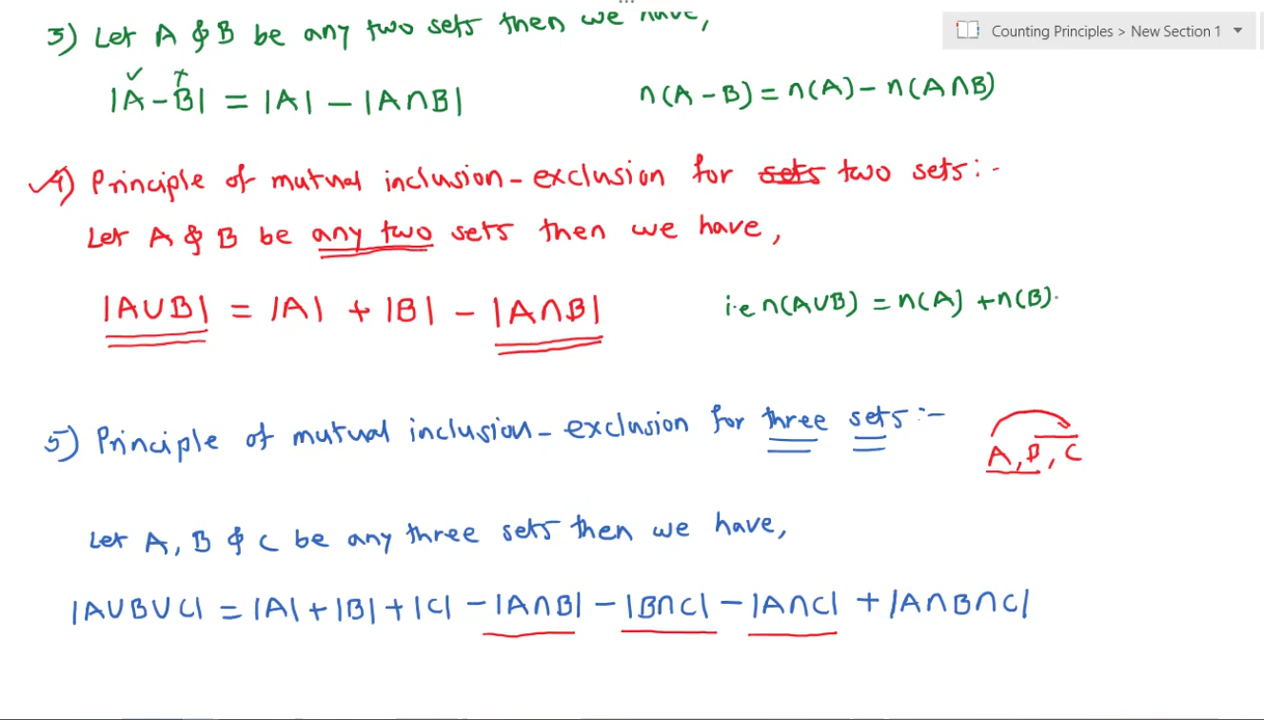 3) Let A & B be any two sets then we have,
Counting Principles > New Section 1
|A - B| = |A| - |A∩B|
n(A - B) = n(A) - n(A∩B)
4) Principle of mutual inclusion - exclusion for sets two sets :-
Let A & B be any two sets then we have,
|A∪B| = |A| + |B| - |A∩B|
i.e n(A∪B) = n(A) + n(B).
5) Principle of mutual inclusion - exclusion for three sets :-
A, B, C
Let A, B & C be any three sets then we have,
|A∪B∪C| = |A| + |B| + |C| - |A∩B| - |B∩C| - |A∩C| + |A∩B∩C|